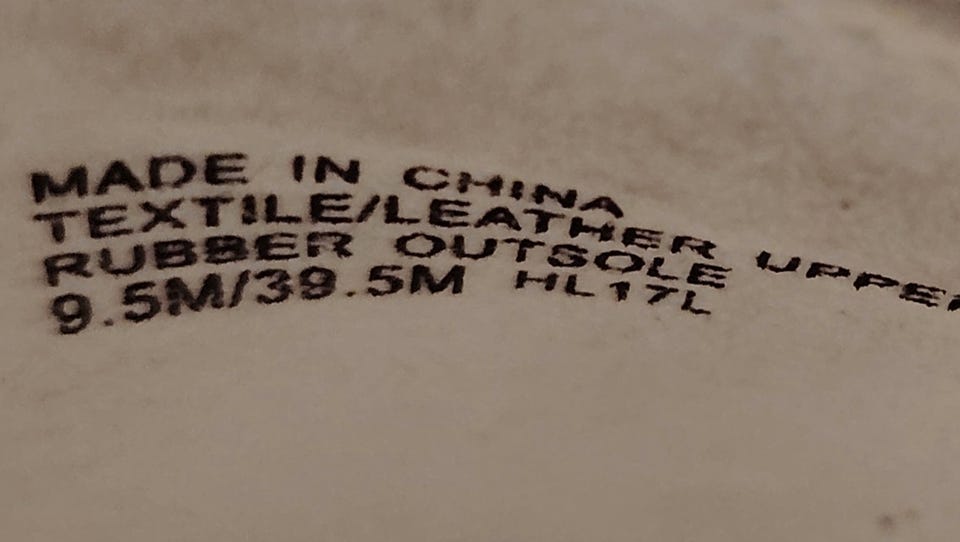 MADE IN CHINA
TEXTILE/LEATHER UPPER
RUBBER OUTSOLE
9.5M/39.5M HL17L